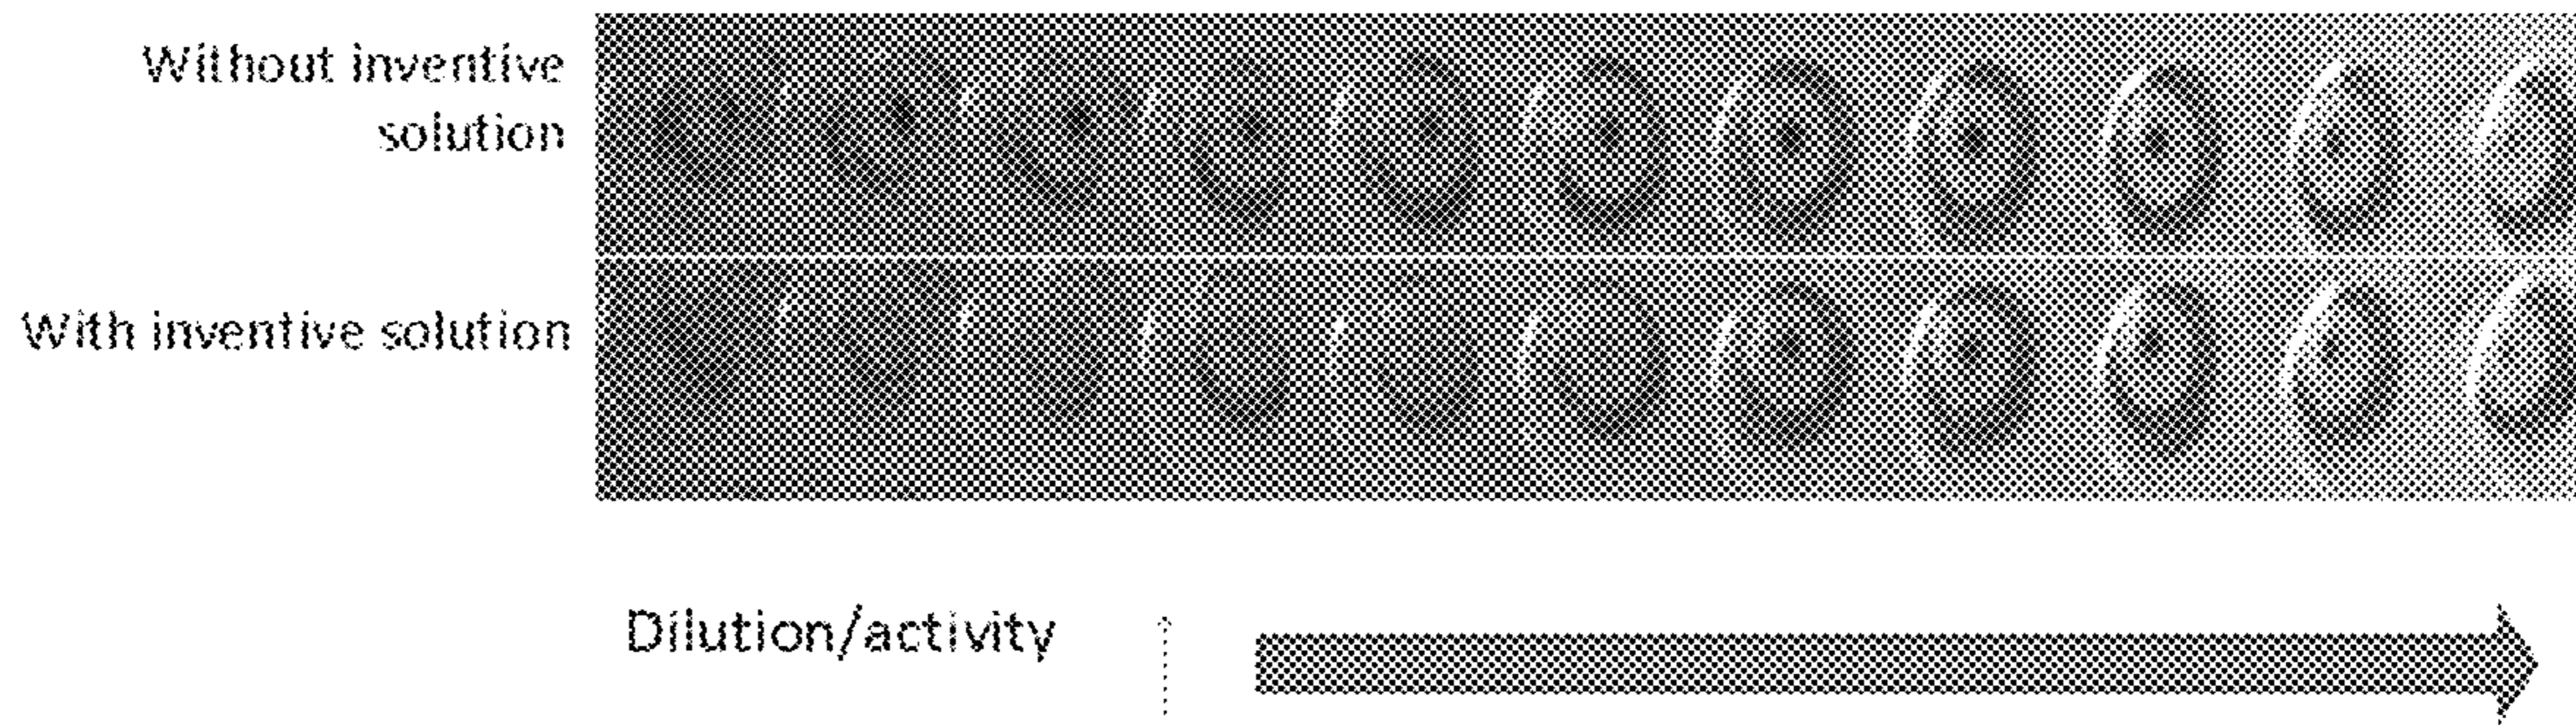 Without inventive
solution
With inventive solution
Dilution/activity